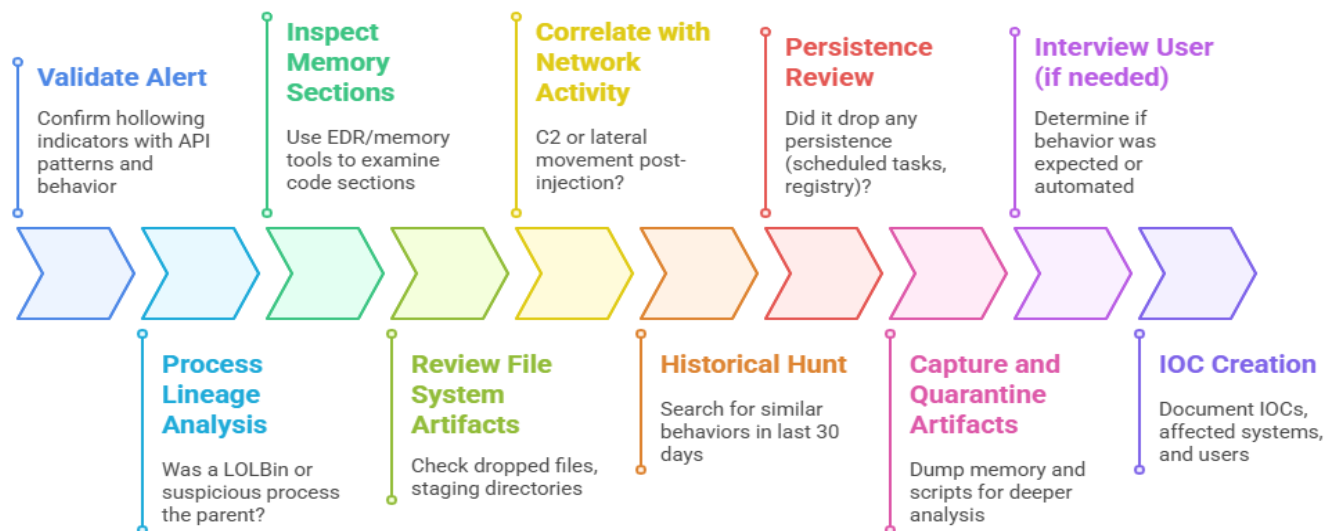 Validate Alert
Confirm hollowing
indicators with API
patterns and
behavior
Process
Lineage
Analysis
Was a LOLBin or
suspicious process
the parent?
Inspect
Memory
Sections
Use EDR/memory
tools to examine
code sections
Review File
System
Artifacts
Check dropped files,
staging directories
Correlate with
Network
Activity
C2 or lateral
movement post-
injection?
Historical Hunt
Search for similar
behaviors in last 30
days
Persistence
Review
Did it drop any
persistence
(scheduled tasks,
registry)?
Capture and
Quarantine
Artifacts
Dump memory and
scripts for deeper
analysis
Interview User
(if needed)
Determine if
behavior was
expected or
automated
IOC Creation
Document IOCs,
affected systems,
and users